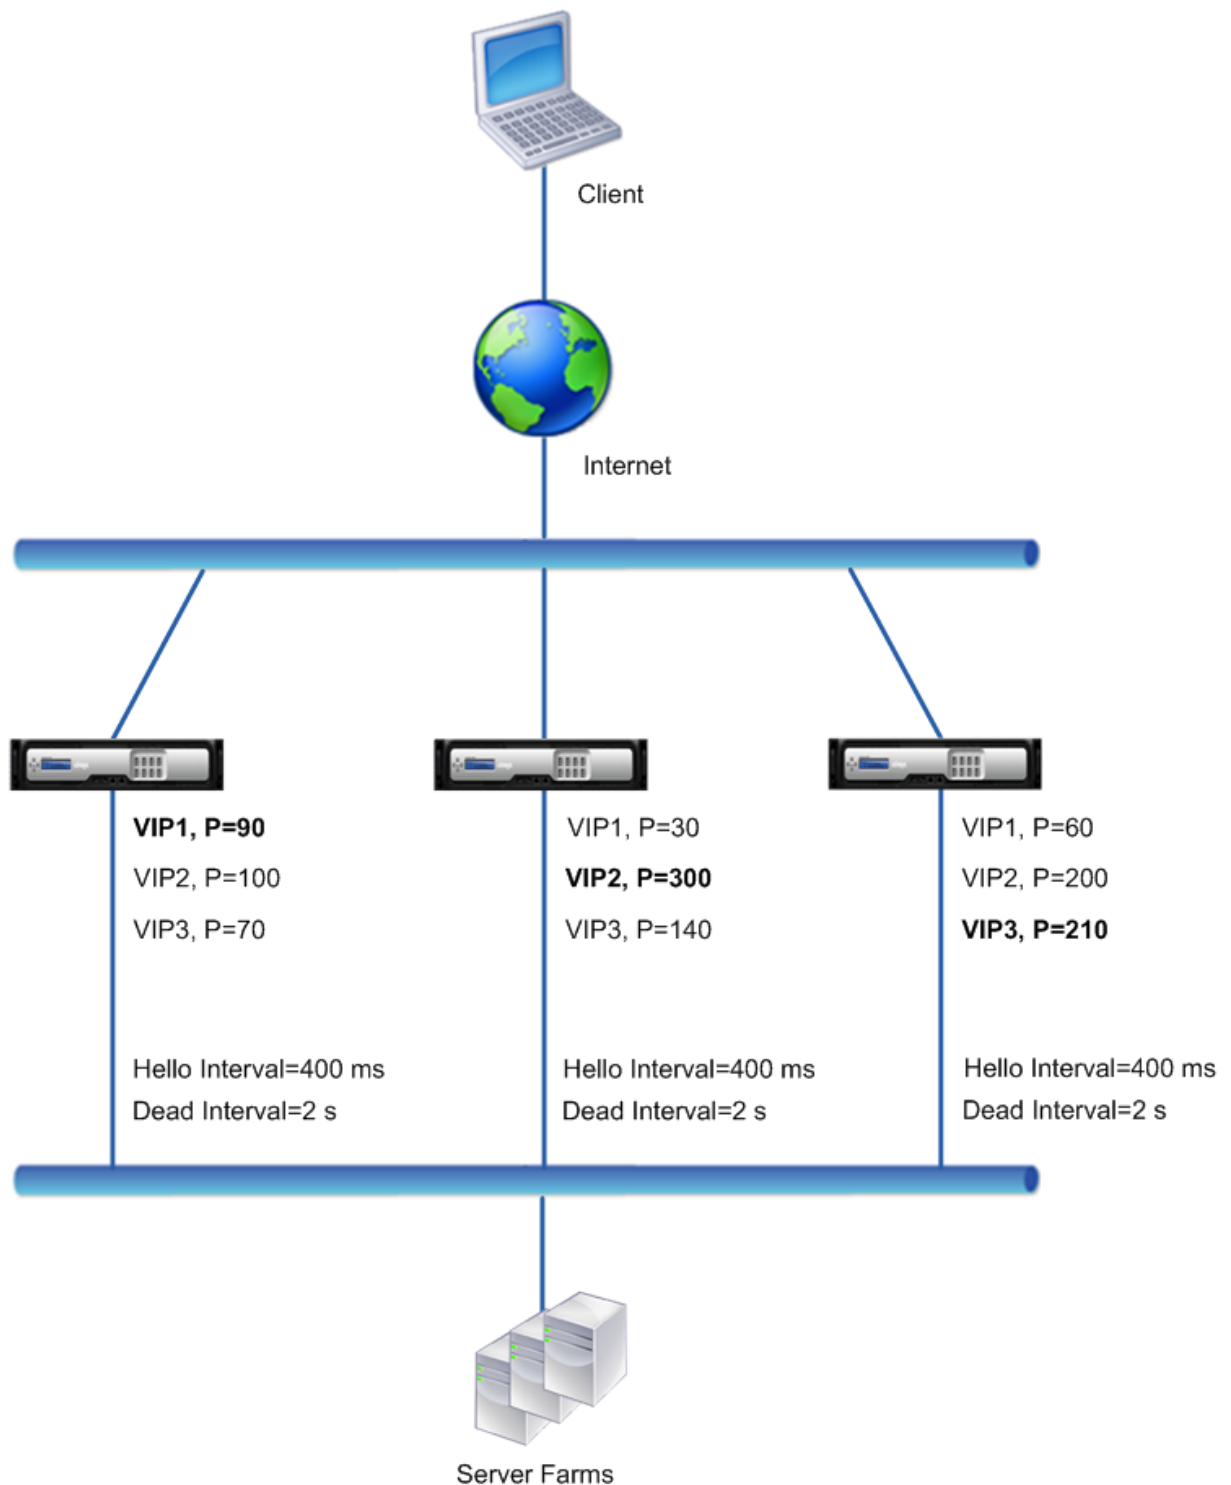 Client
Internet
VIP1, P=90
VIP2, P=100
VIP3, P=70
Hello Interval=400 ms
Dead Interval=2 s
VIP1, P=30
VIP2, P=300
VIP3, P=140
Hello Interval=400 ms
Dead Interval=2 s
VIP1, P=60
VIP2, P=200
VIP3, P=210
Hello Interval=400 ms
Dead Interval=2 s
Server Farms